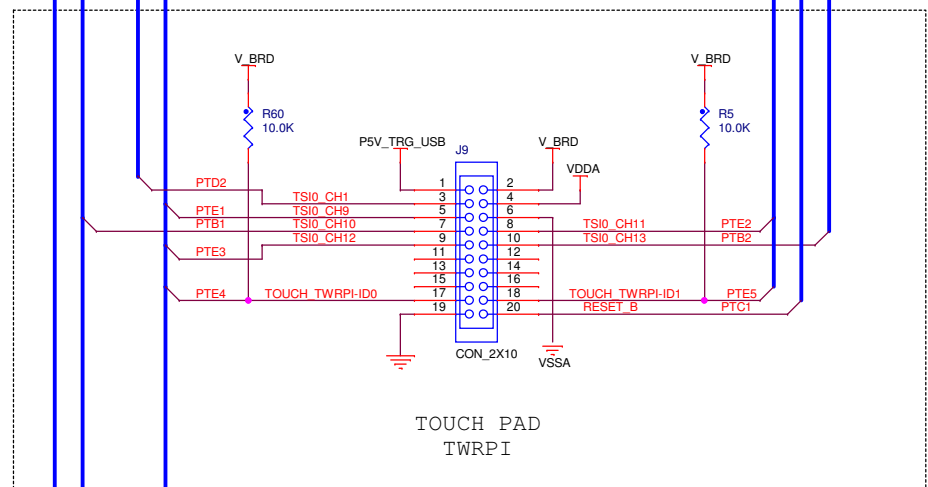 V_BRD
V_BRD
R60
10.0K
R5
10.0K
P5V_TRG_USB
J9
V_BRD
VDDA
PTD2
TSI0_CH1
PTE1
TSI0_CH9
PTB1
TSI0_CH10
PTE3
TSI0_CH12
1
2
3
4
5
6
7
8
9
10
11
12
13
14
15
16
17
18
19
20
TSI0_CH11
PTE2
TSI0_CH13
PTB2
PTE4
TOUCH_TWRPI-ID0
TOUCH_TWRPI-ID1
PTE5
RESET_B
PTC1
CON_2X10
VSSA
TOUCH PAD
TWRPI